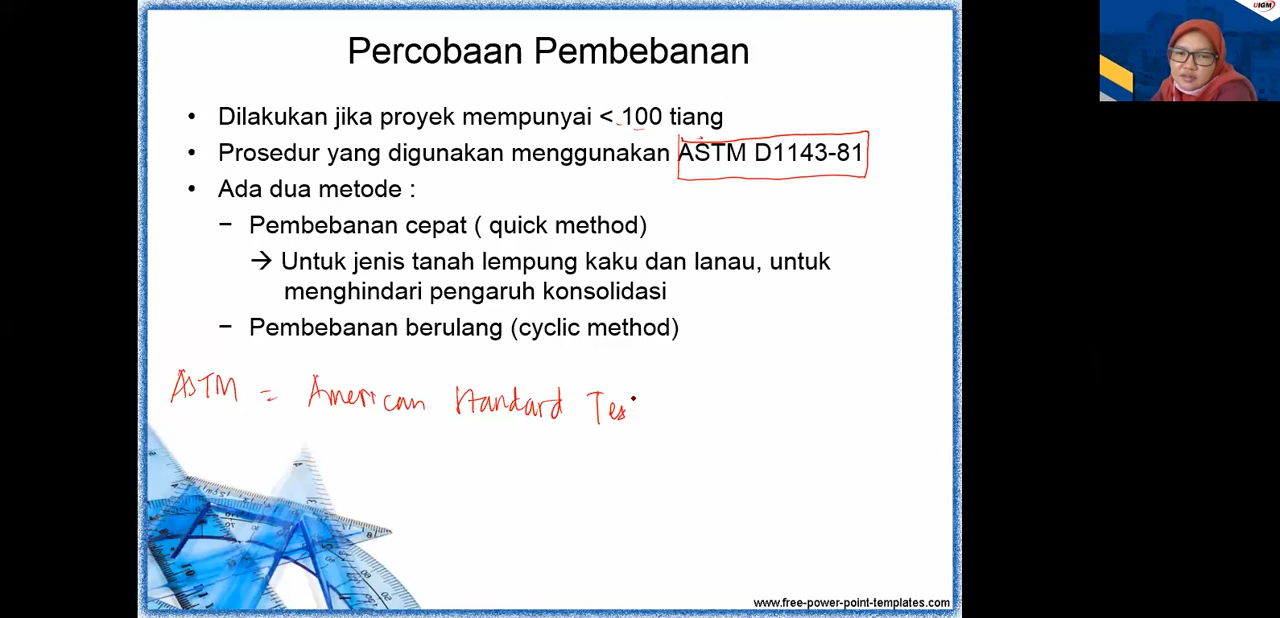 Percobaan Pembebanan
• Dilakukan jika proyek mempunyai < 100 tiang
• Prosedur yang digunakan menggunakan ASTM D1143-81
• Ada dua metode :
− Pembebanan cepat ( quick method)
→ Untuk jenis tanah lempung kaku dan lanau, untuk
menghindari pengaruh konsolidasi
− Pembebanan berulang (cyclic method)
ASTM = American Standard Tes
www.free-power-point-templates.com
UIGM